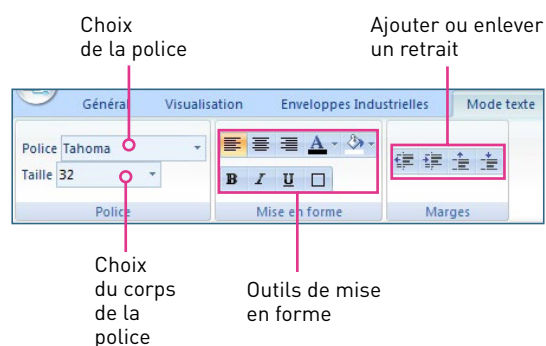 Choix
de la police
Ajouter ou enlever
un retrait
Général Visualisation Enveloppes Industrielles Mode texte
Police Tahoma
Taille 32
A
B I U
Police Mise en forme Marges
Choix
du corps
de la
police
Outils de mise
en forme